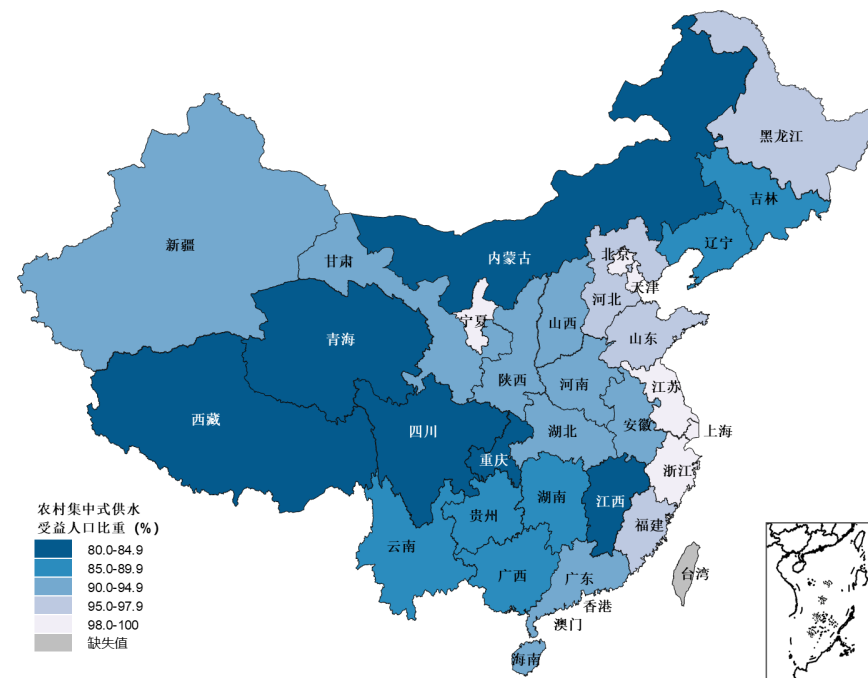 黑龙江
吉林
辽宁
新疆
甘肃
内蒙古
北京
天津
河北
宁夏
山西
山东
青海
陕西
河南
江苏
西藏
四川
湖北
安徽
上海
重庆
浙江
湖南
江西
贵州
福建
云南
广西
广东
台湾
香港
澳门
海南
农村集中式供水
受益人口比重 (%)
80.0-84.9
85.0-89.9
90.0-94.9
95.0-97.9
98.0-100
缺失值